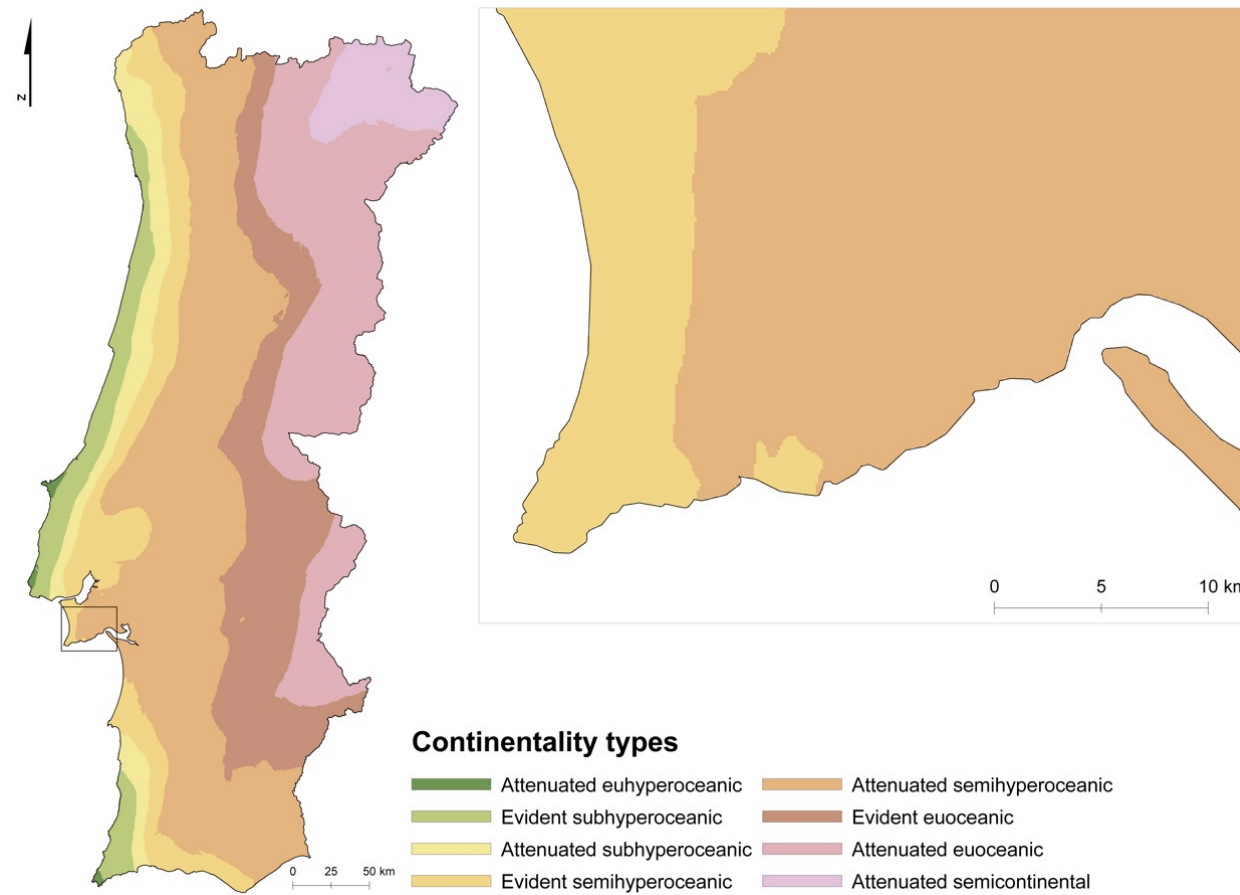 z
0 5 10 km
Continentality types
Attenuated euhyperoceanic
Evident subhyperoceanic
Attenuated subhyperoceanic
Evident semihyperoceanic
Attenuated semihyperoceanic
Evident euoceanic
Attenuated euoceanic
Attenuated semicontinental
0 25 50 km